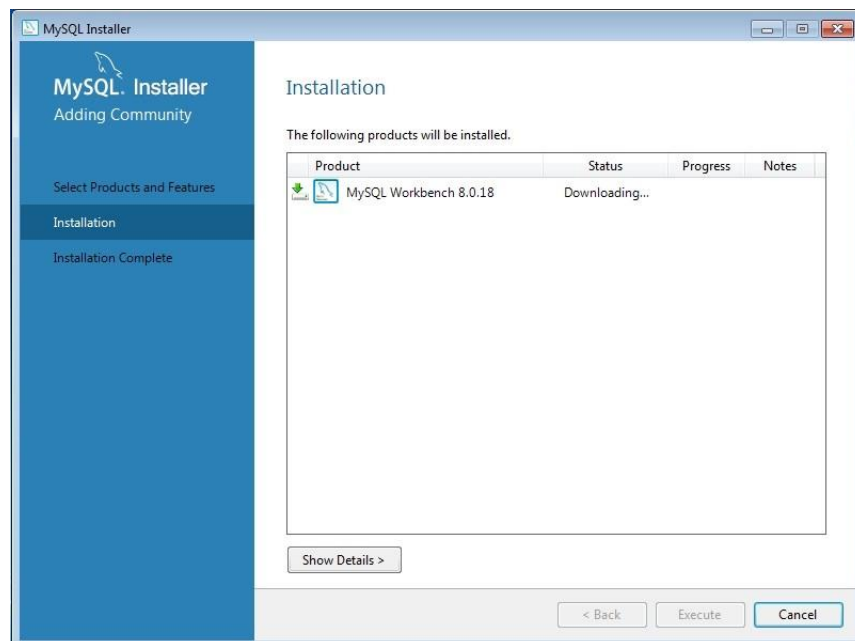 MySQL Installer
MySQL. Installer
Adding Community
Select Products and Features
Installation
Installation Complete
Installation
The following products will be installed.
Product Status Progress Notes
MySQL Workbench 8.0.18 Downloading...
Show Details >
< Back Execute Cancel